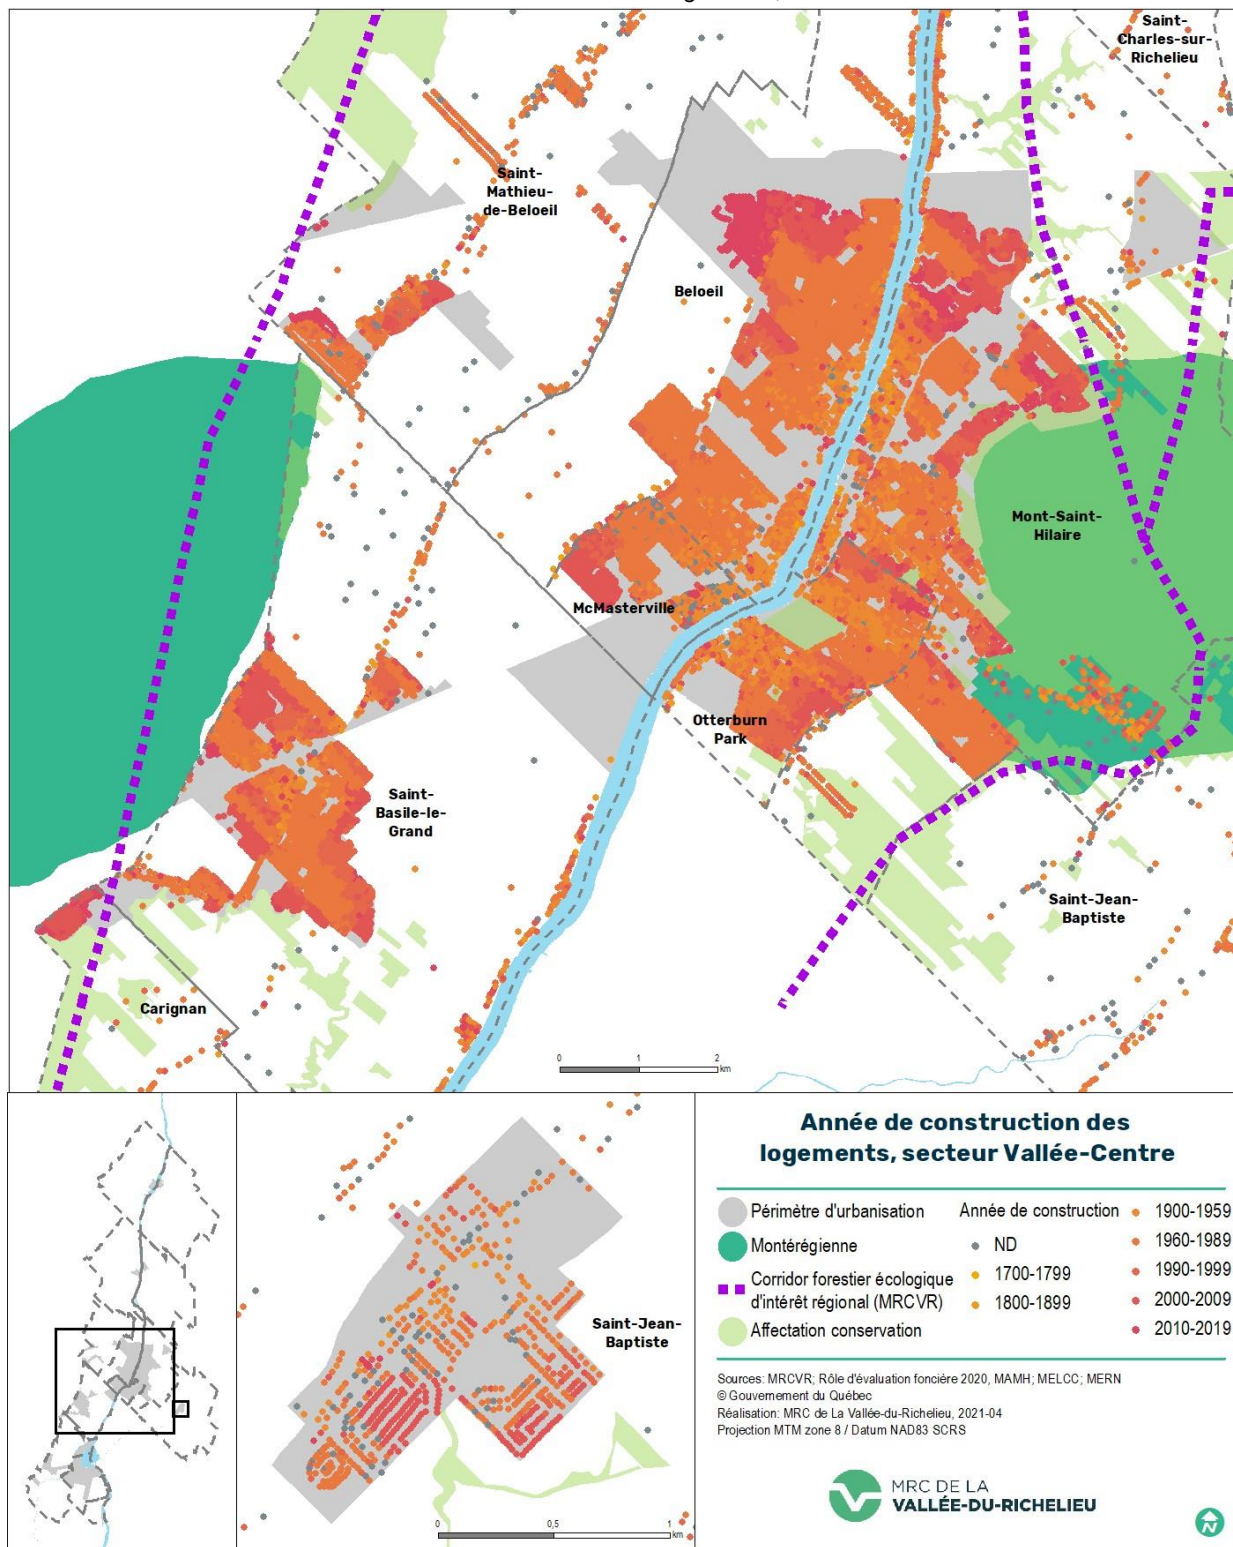 Saint-
Charles-sur-
Richelieu
Saint-
Mathieu-
de-Beloeil
Beloeil
Mont-Saint-
Hilaire
McMasterville
Otterburn
Park
Saint-
Basile-le-
Grand
Saint-Jean-
Baptiste
Carignan
0 1 2
km
Saint-Jean-
Baptiste
0 0,5 1
km
Année de construction des
logements, secteur Vallée-Centre
Périmètre d'urbanisation
Montérégienne
Corridor forestier écologique
d'intérêt régional (MRCVR)
Affectation conservation
Année de construction
ND
1700-1799
1800-1899
1900-1959
1960-1989
1990-1999
2000-2009
2010-2019
Sources: MRCVR; Rôle d'évaluation foncière 2020, MAMH; MELCC; MERN
© Gouvernement du Québec
Réalisation: MRC de La Vallée-du-Richelieu, 2021-04
Projection MTM zone 8 / Datum NAD83 SCRS
MRC DE LA
VALLÉE-DU-RICHELIEU
N